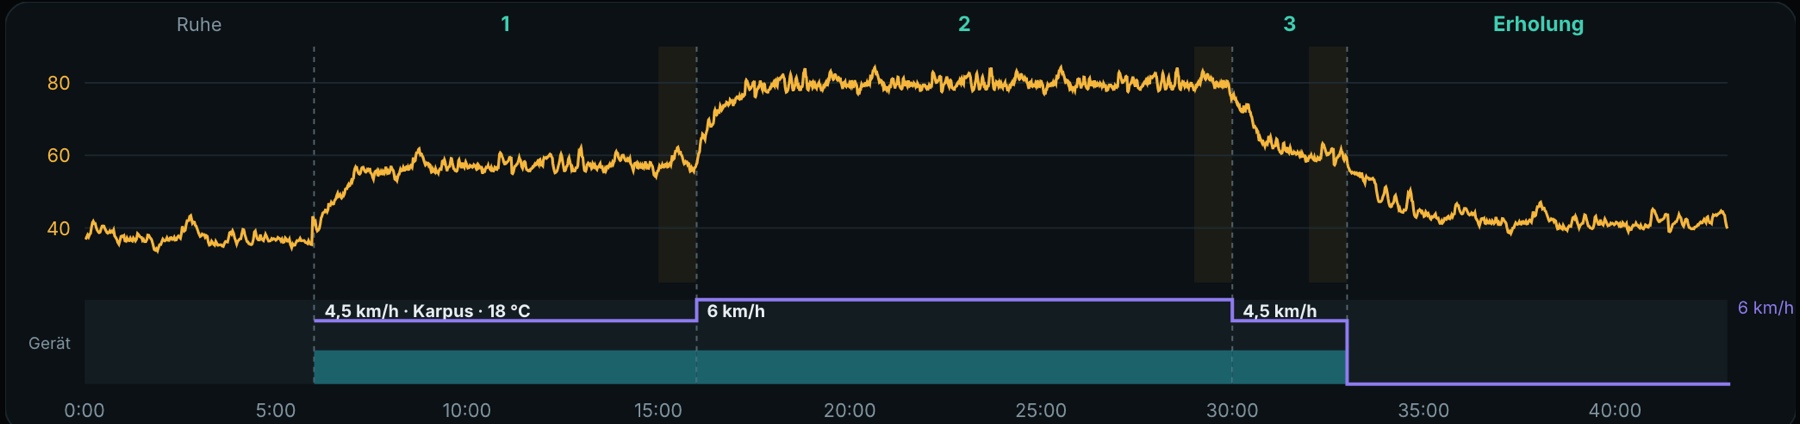 Ruhe 1 2 3 Erholung
80
60
40
4,5 km/h · Karpus · 18 °C 6 km/h 4,5 km/h 6 km/h
Gerät
0:00 5:00 10:00 15:00 20:00 25:00 30:00 35:00 40:00